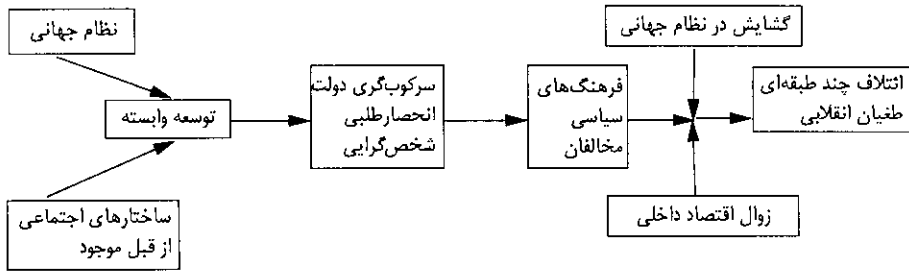 نظام جهانی
توسعه وابسته
ساختارهای اجتماعی
از قبل موجود
سرکوب‌گری دولت
انحصارطلبی
شخص‌گرایی
فرهنگ‌های
سیاسی
مخالفان
گشایش در نظام جهانی
زوال اقتصاد داخلی
ائتلاف چند طبقه‌ای
طغیان انقلابی